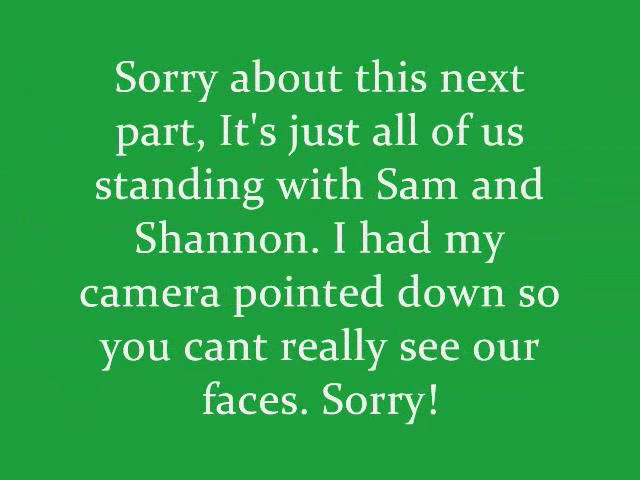 Sorry about this next
part, It's just all of us
standing with Sam and
Shannon. I had my
camera pointed down so
you cant really see our
faces. Sorry!